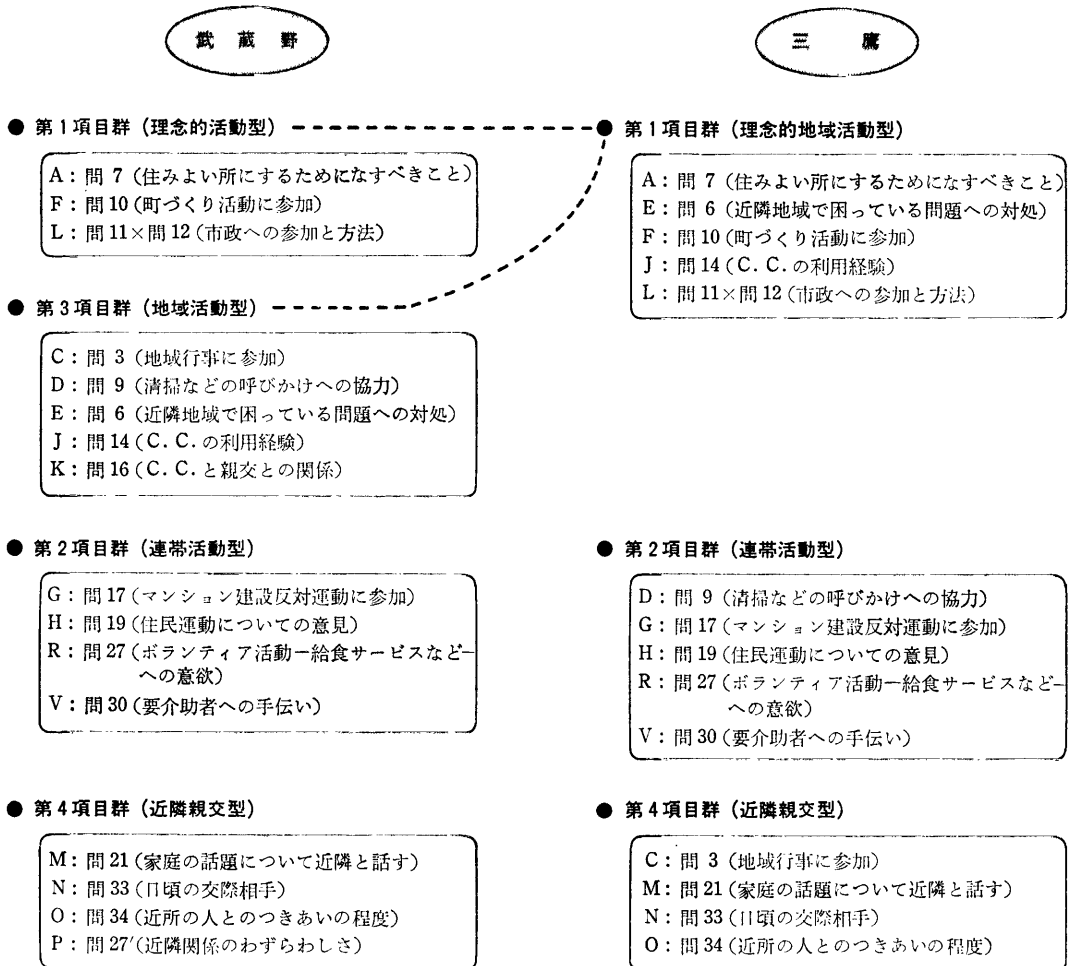 武蔵野
三鷹
● 第1項目群（理念的活動型）
A：問 7（住みよい所にするためになすべきこと）
F：問 10（町づくり活動に参加）
L：問 11×問 12（市政への参加と方法）
● 第3項目群（地域活動型）
C：問 3（地域行事に参加）
D：問 9（清掃などの呼びかけへの協力）
E：問 6（近隣地域で困っている問題への対処）
J：問 14（C．C．の利用経験）
K：問 16（C．C．と親交との関係）
● 第1項目群（理念的地域活動型）
A：問 7（住みよい所にするためになすべきこと）
E：問 6（近隣地域で困っている問題への対処）
F：問 10（町づくり活動に参加）
J：問 14（C．C．の利用経験）
L：問 11×問 12（市政への参加と方法）
● 第2項目群（連帯活動型）
G：問 17（マンション建設反対運動に参加）
H：問 19（住民運動についての意見）
R：問 27（ボランティア活動ー給食サービスなどー
への意欲）
V：問 30（要介助者への手伝い）
● 第2項目群（連帯活動型）
D：問 9（清掃などの呼びかけへの協力）
G：問 17（マンション建設反対運動に参加）
H：問 19（住民運動についての意見）
R：問 27（ボランティア活動ー給食サービスなどー
への意欲）
V：問 30（要介助者への手伝い）
● 第4項目群（近隣親交型）
M：問 21（家庭の話題について近隣と話す）
N：問 33（日頃の交際相手）
O：問 34（近所の人とのつきあいの程度）
P：問 27′（近隣関係のわずらわしさ）
● 第4項目群（近隣親交型）
C：問 3（地域行事に参加）
M：問 21（家庭の話題について近隣と話す）
N：問 33（日頃の交際相手）
O：問 34（近所の人とのつきあいの程度）